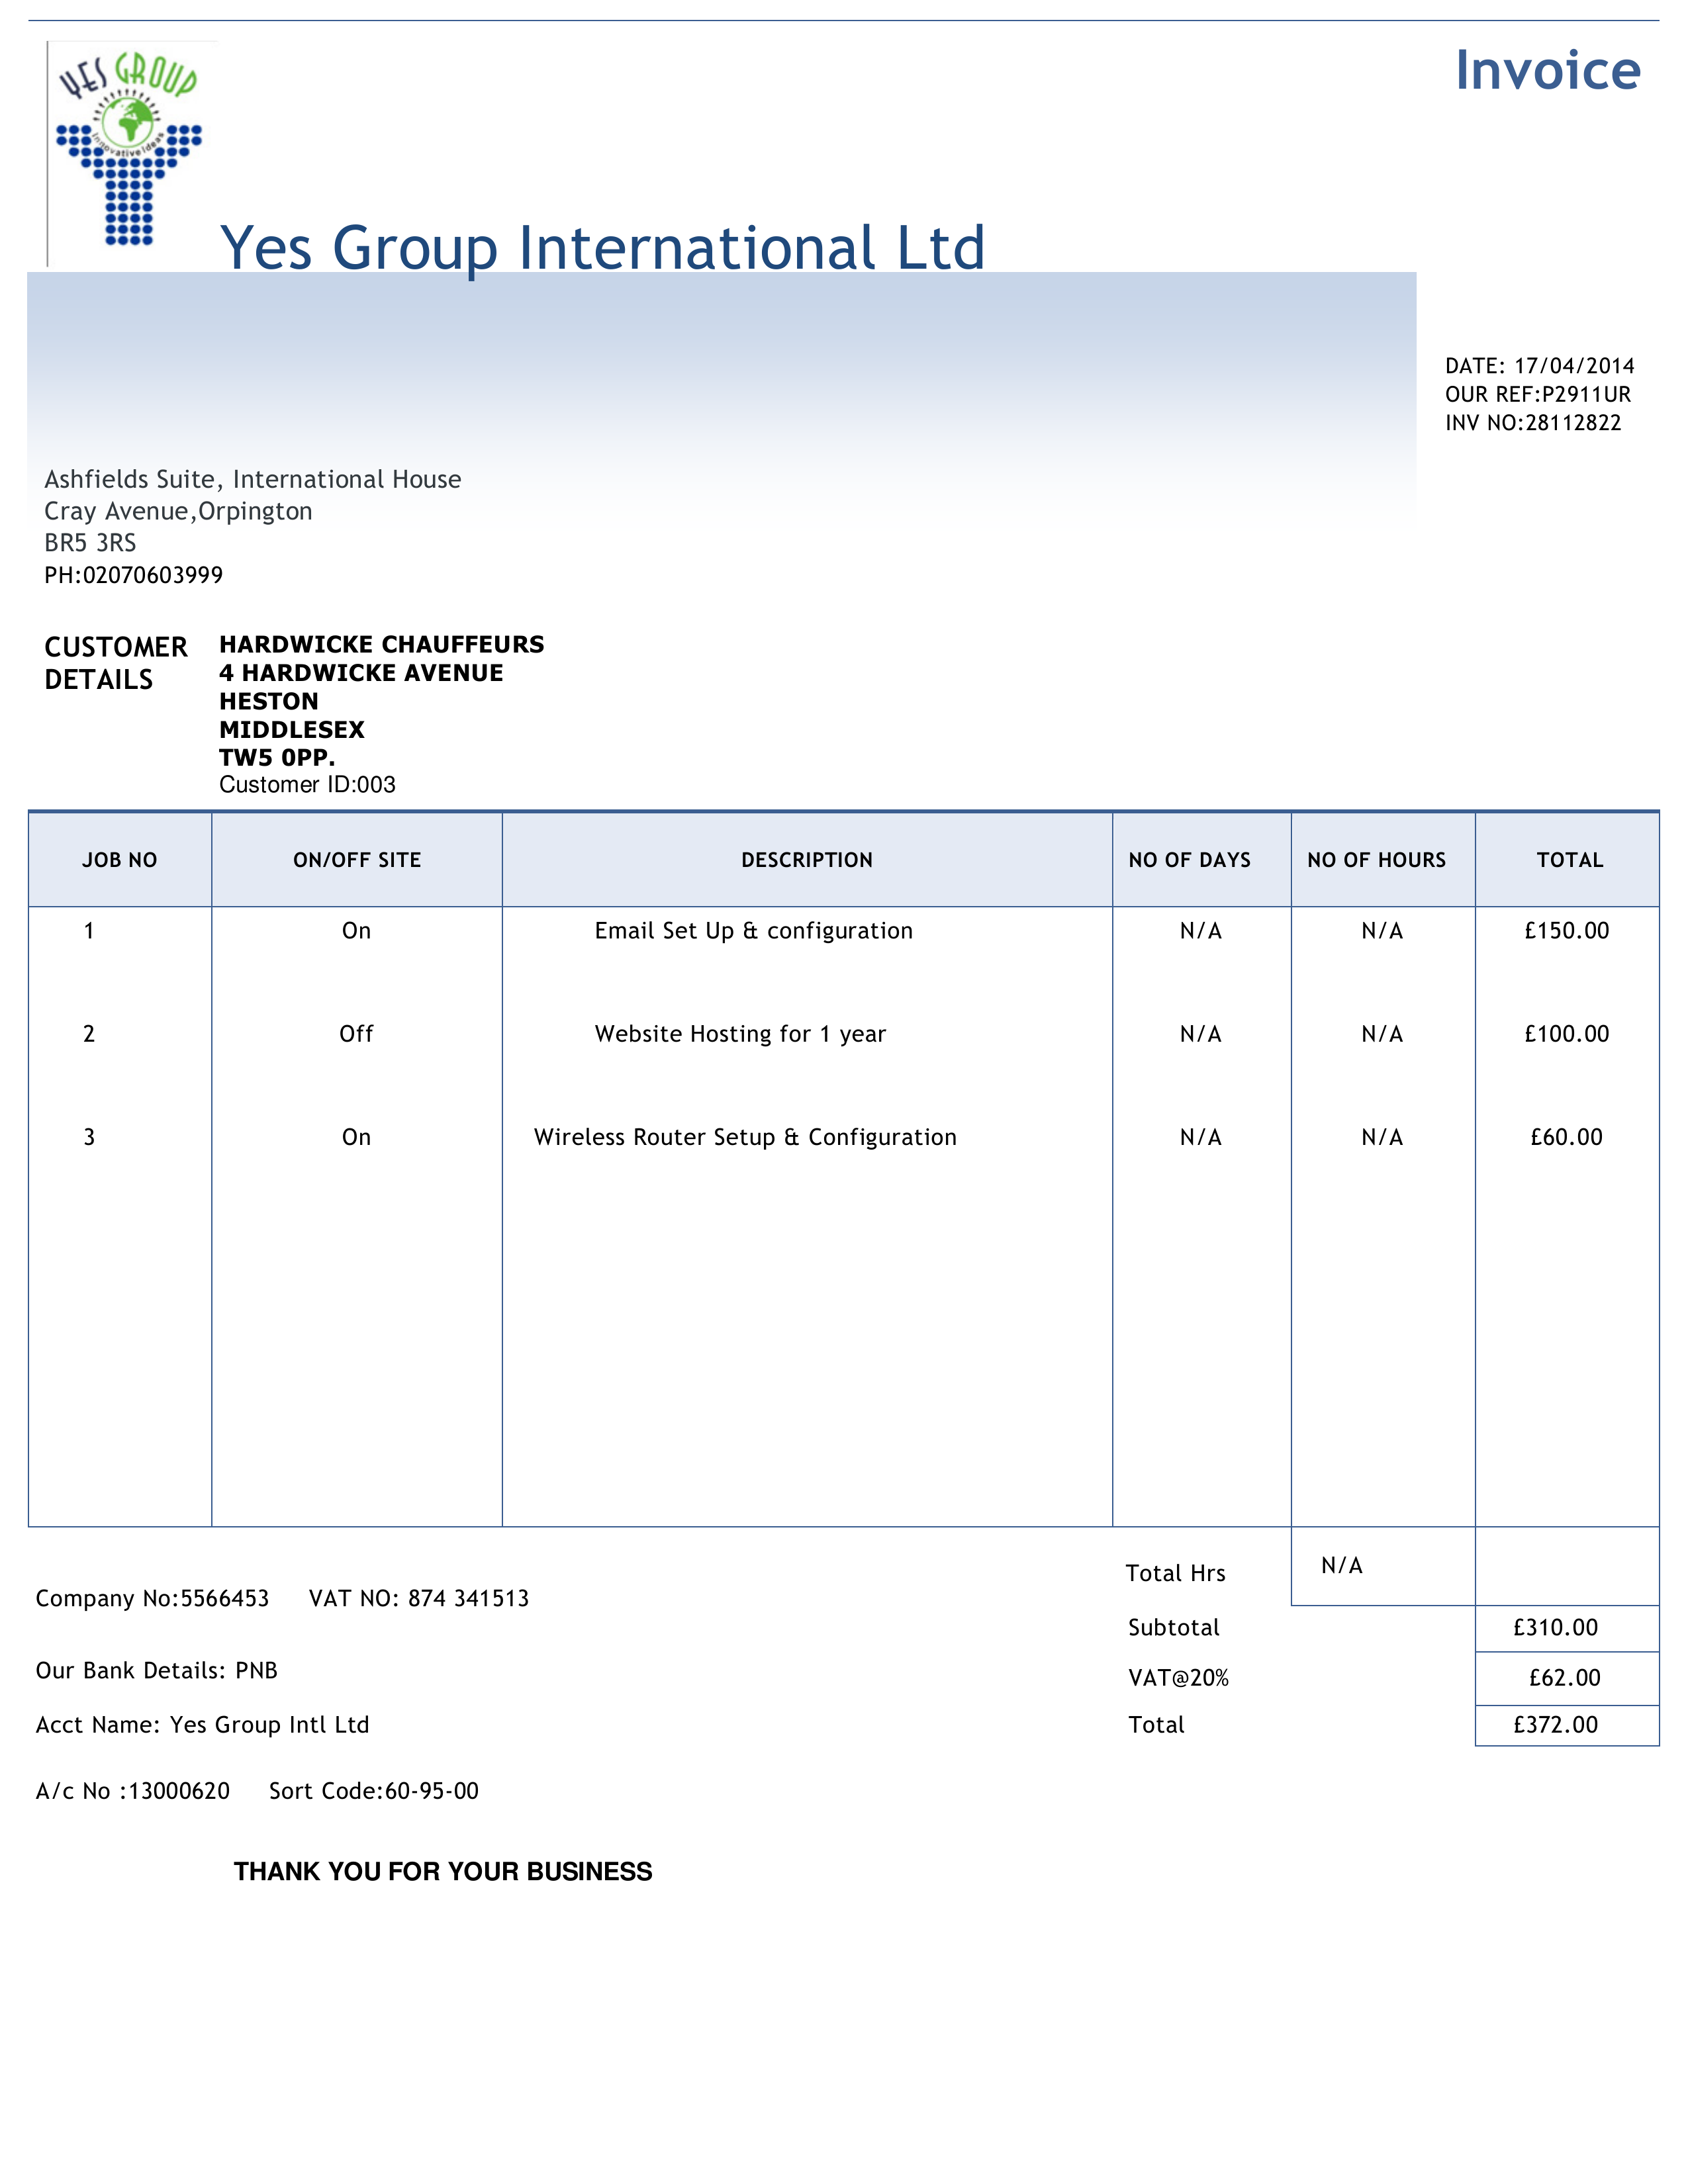 YES GROUP
Innovative Ideas
Invoice
Yes Group International Ltd
DATE: 17/04/2014
OUR REF:P2911UR
INV NO:28112822
Ashfields Suite, International House
Cray Avenue,Orpington
BR5 3RS
PH:02070603999
CUSTOMER DETAILS
HARDWICKE CHAUFFEURS
4 HARDWICKE AVENUE
HESTON
MIDDLESEX
TW5 0PP.
Customer ID:003
JOB NO ON/OFF SITE DESCRIPTION NO OF DAYS NO OF HOURS TOTAL
1 On Email Set Up & configuration N/A N/A £150.00
2 Off Website Hosting for 1 year N/A N/A £100.00
3 On Wireless Router Setup & Configuration N/A N/A £60.00
Total Hrs N/A
Company No:5566453 VAT NO: 874 341513
Subtotal £310.00
Our Bank Details: PNB
VAT@20% £62.00
Acct Name: Yes Group Intl Ltd
Total £372.00
A/c No :13000620 Sort Code:60-95-00
THANK YOU FOR YOUR BUSINESS